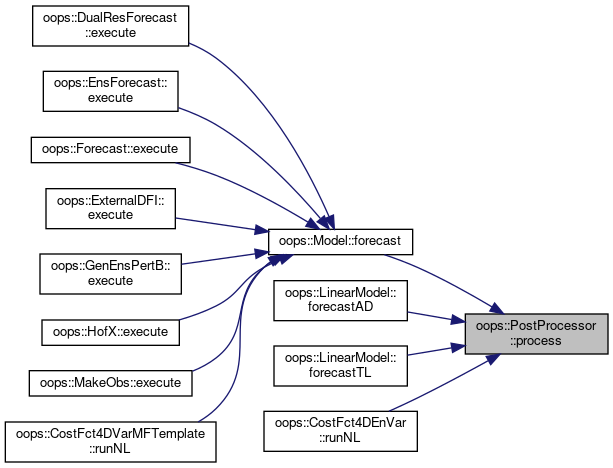 oops::DualResForecast
::execute
oops::EnsForecast::
execute
oops::Forecast::execute
oops::ExternalDFI::
execute
oops::GenEnsPertB::
execute
oops::HofX::execute
oops::MakeObs::execute
oops::CostFct4DVarMFTemplate
::runNL
oops::Model::forecast
oops::LinearModel::
forecastAD
oops::LinearModel::
forecastTL
oops::CostFct4DEnVar
::runNL
oops::PostProcessor
::process